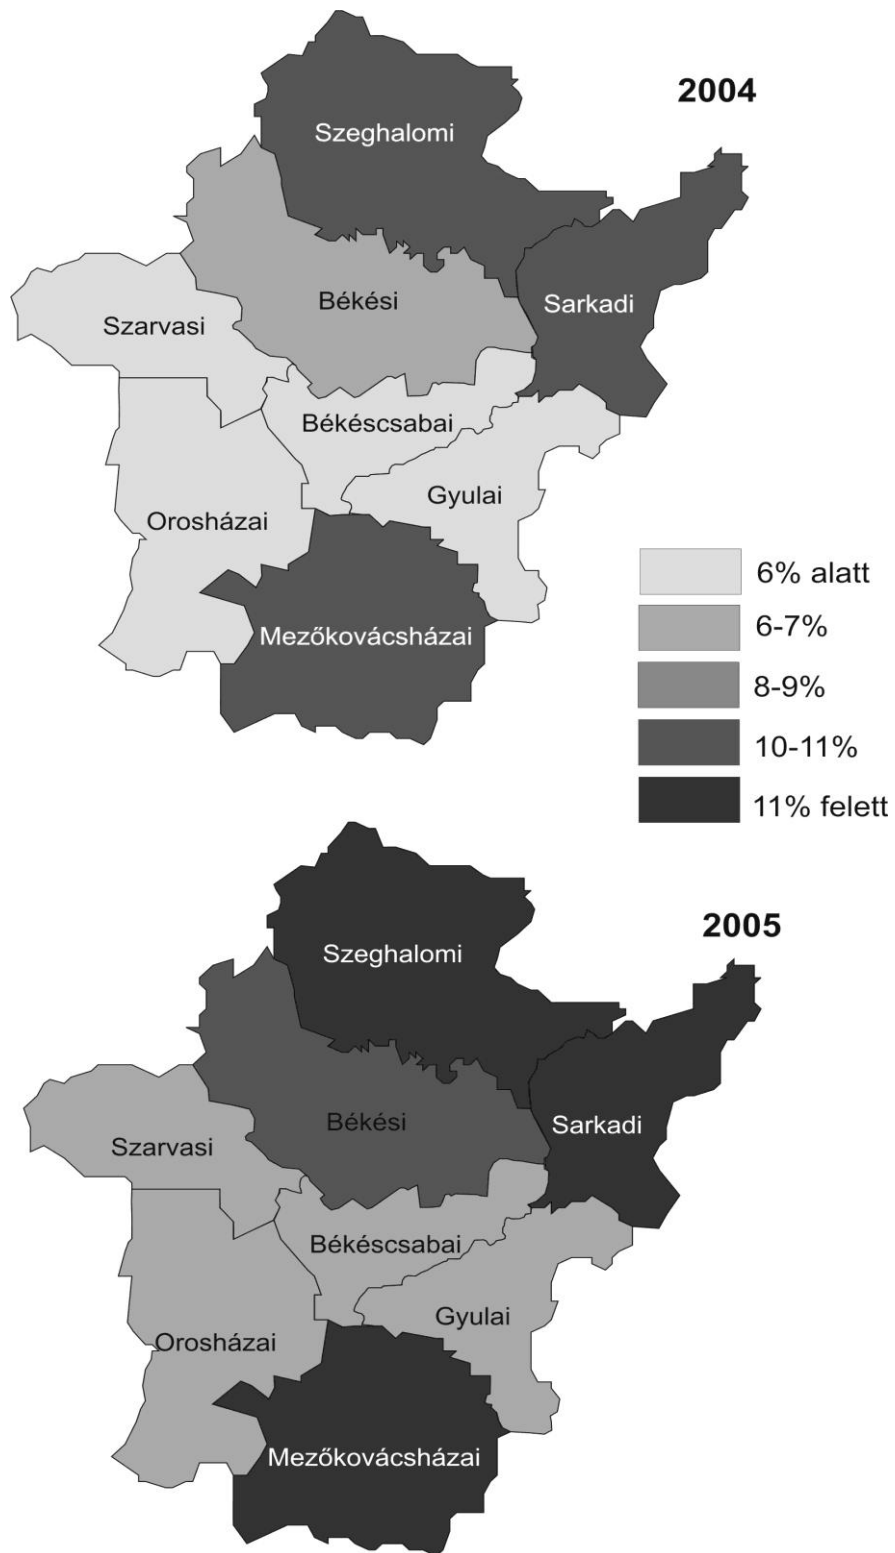 2004
Szeghalomi
Sarkadi
Békési
Szarvasi
Békéscsabai
Gyulai
Orosházai
Mezőkovácsházai
6% alatt
6-7%
8-9%
10-11%
11% felett
2005
Szeghalomi
Sarkadi
Békési
Szarvasi
Békéscsabai
Gyulai
Orosházai
Mezőkovácsházai